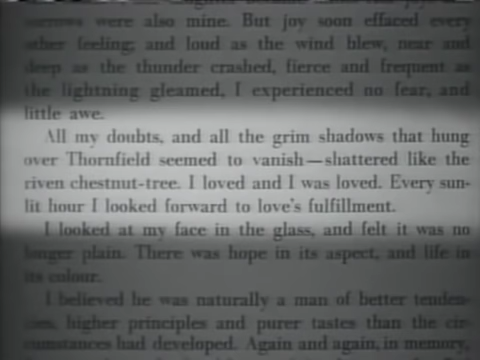 sorrows were also mine. But joy soon effaced every
other feeling; and loud as the wind blew, near and
deep as the thunder crashed, fierce and frequent as
the lightning gleamed, I experienced no fear, and
little awe.
All my doubts, and all the grim shadows that hung
over Thornfield seemed to vanish—shattered like the
riven chestnut-tree. I loved and I was loved. Every sun-
lit hour I looked forward to love's fulfillment.
I looked at my face in the glass, and felt it was no
longer plain. There was hope in its aspect, and life in
its colour.
I believed he was naturally a man of better tenden-
cies, higher principles and purer tastes than the cir-
cumstances had developed. Again and again, in memory,